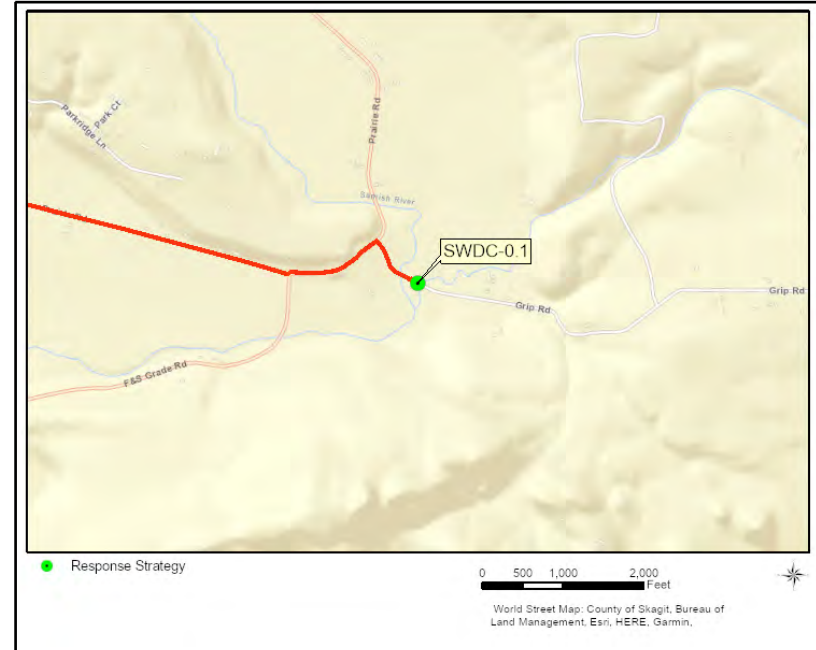 Prairie Rd
Park Ct
Parkridge Ln
Samish River
SWDC-0.1
Grip Rd
Grip Rd
F&S Grade Rd
Response Strategy
0 500 1,000 2,000
Feet
World Street Map: County of Skagit, Bureau of
Land Management, Esri, HERE, Garmin,